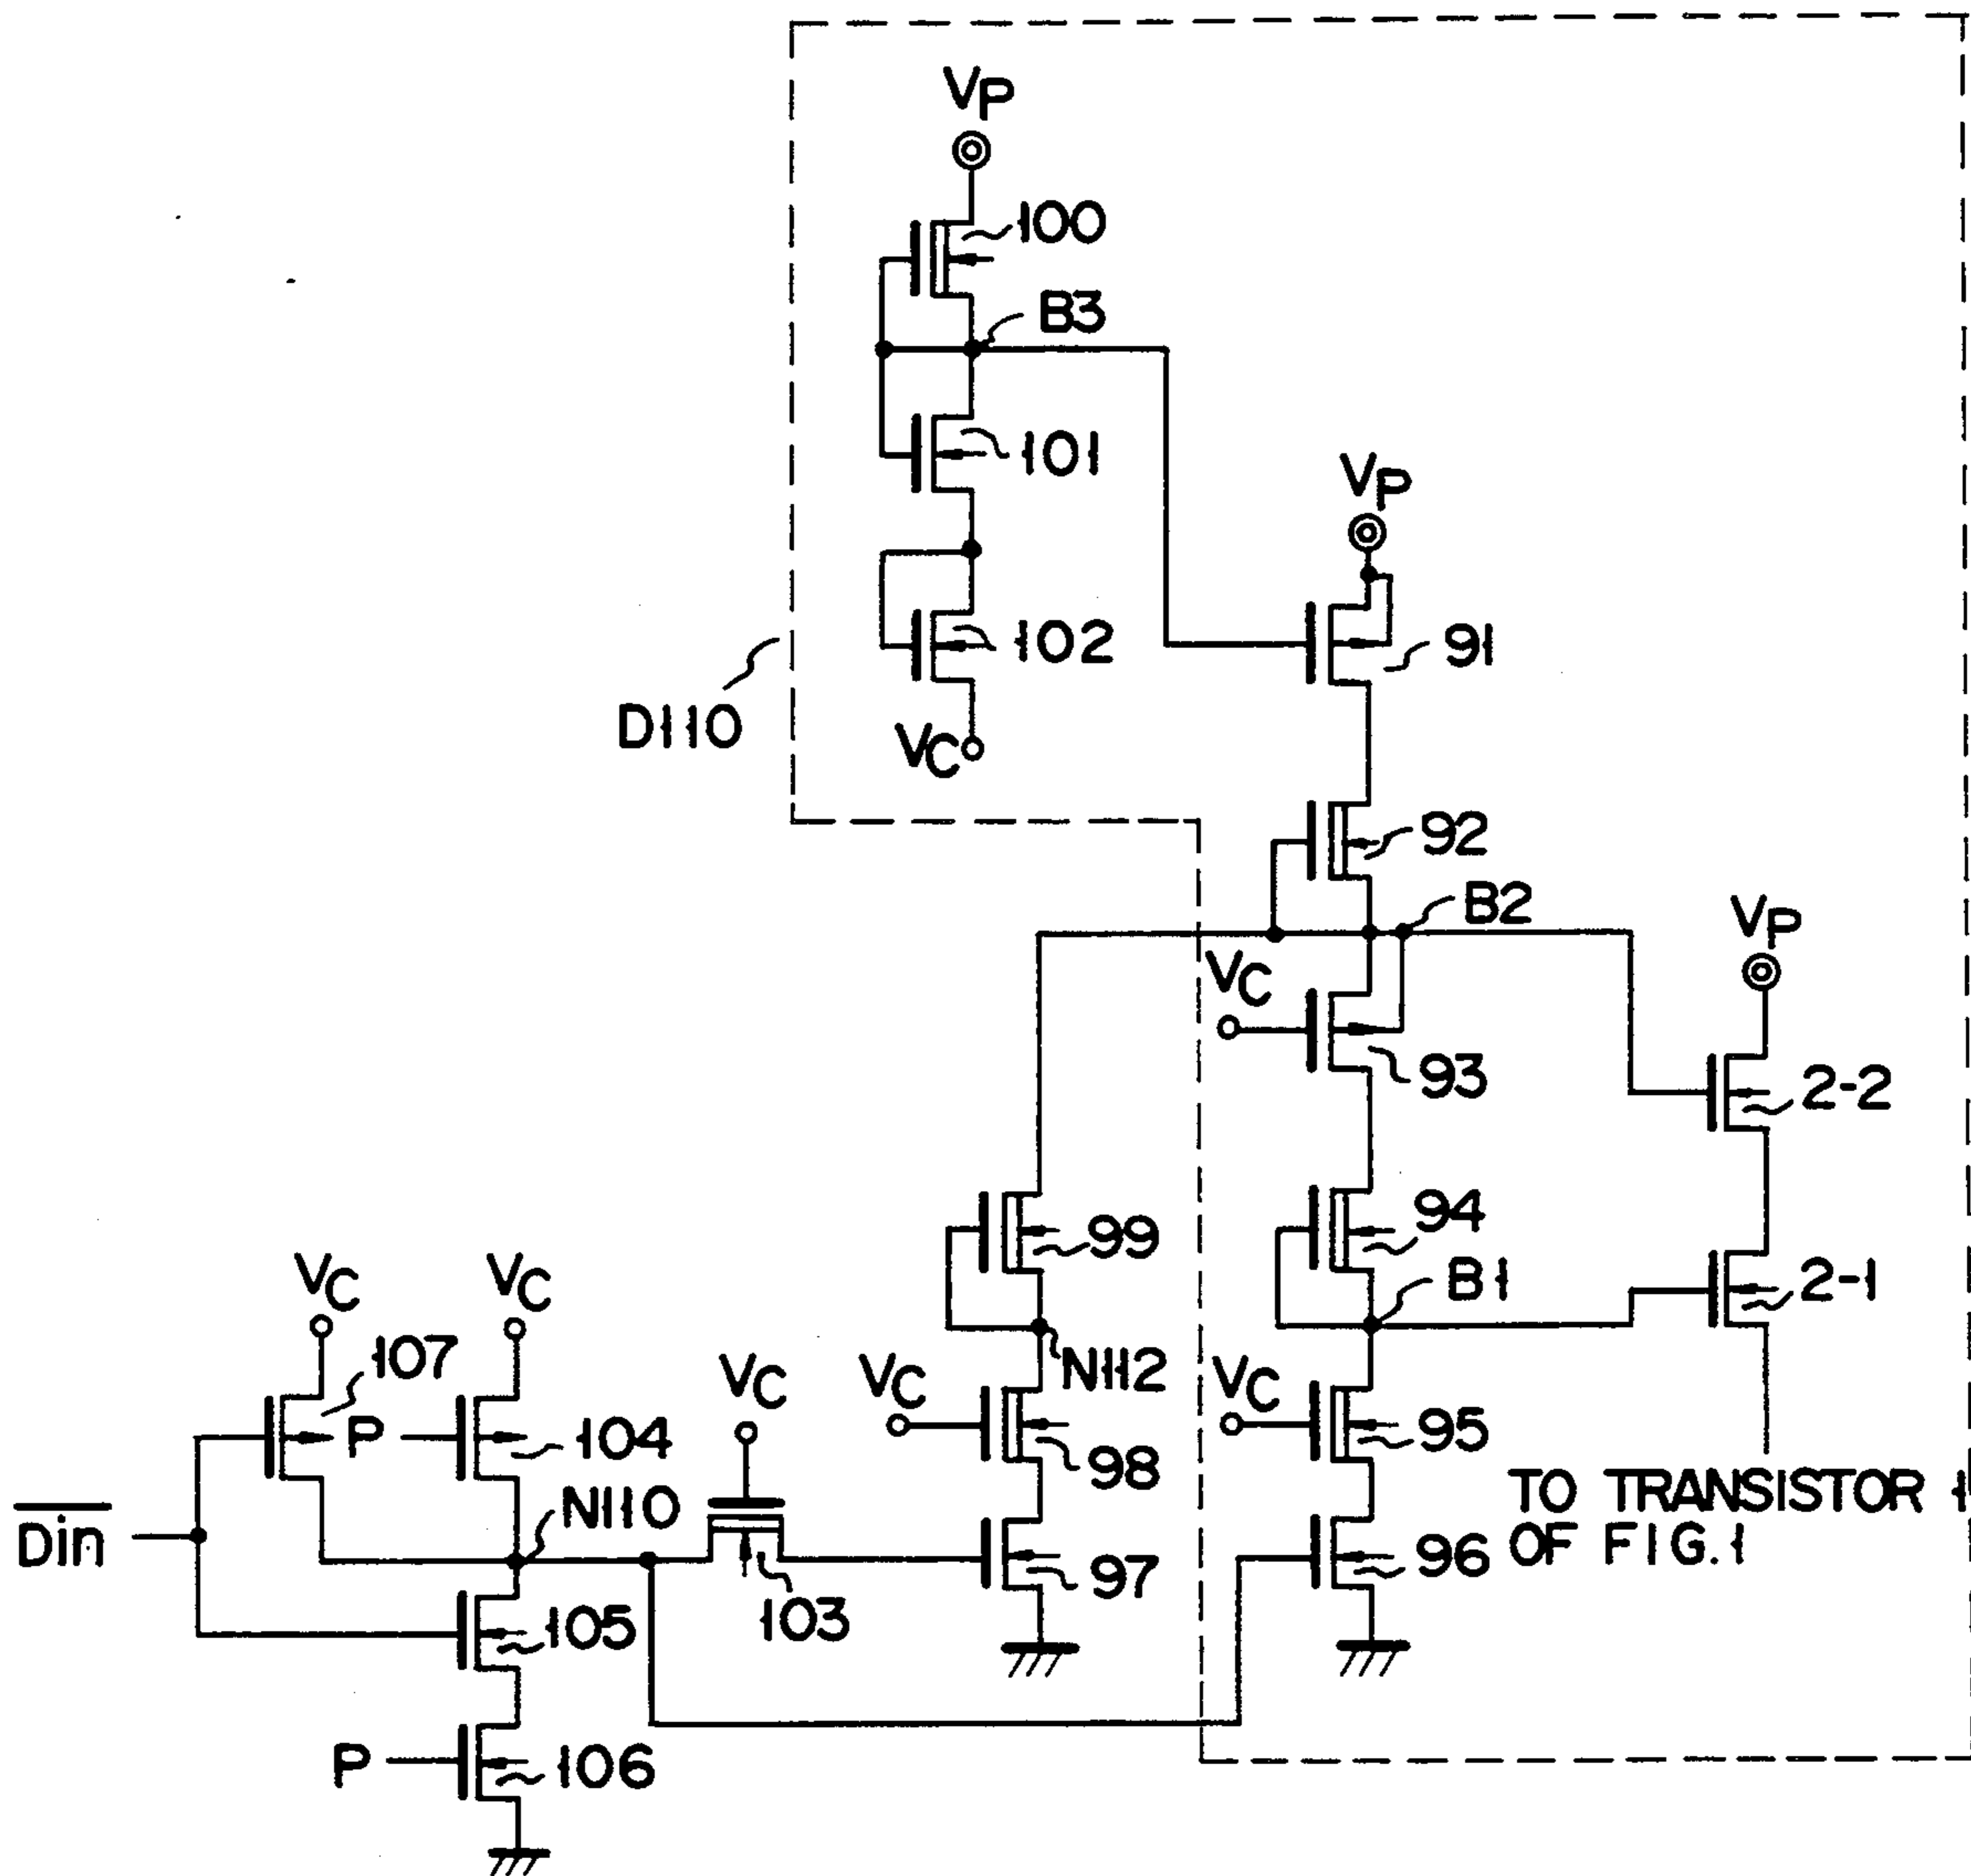 VP
100
B3
101
VP
102
91
D110
VC
92
B2
VP
VC
93
2-2
99
94
VC
VC
B1
2-1
107
VC
VC
N112
VC
P
104
98
95
TO TRANSISTOR 1
OF FIG.1
N110
Din
97
96
103
105
P
106